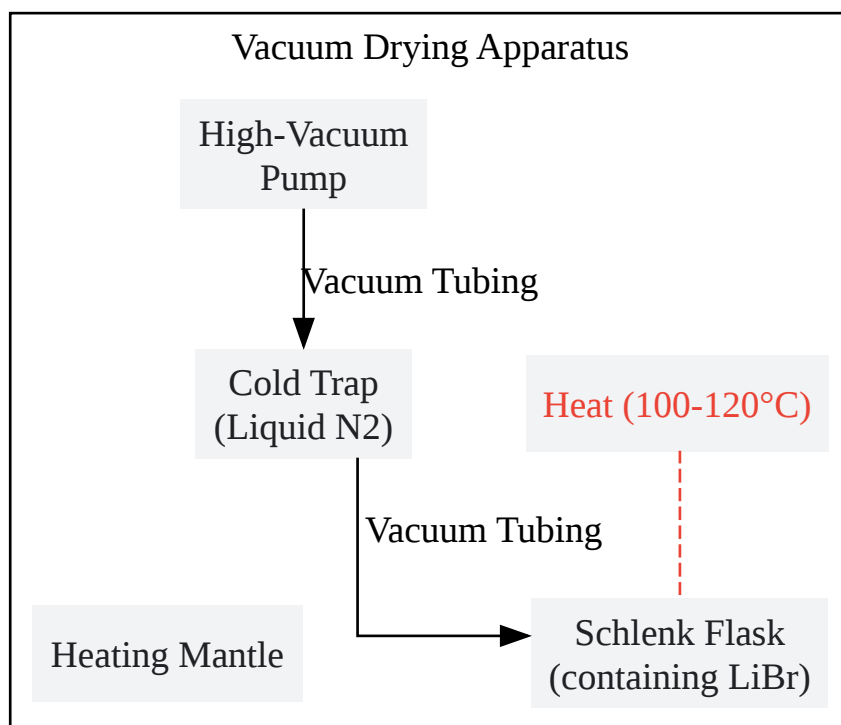 Vacuum Drying Apparatus
High-Vacuum
Pump
Vacuum Tubing
Cold Trap
(Liquid N2)
Heat (100-120°C)
Vacuum Tubing
Heating Mantle
Schlenk Flask
(containing LiBr)